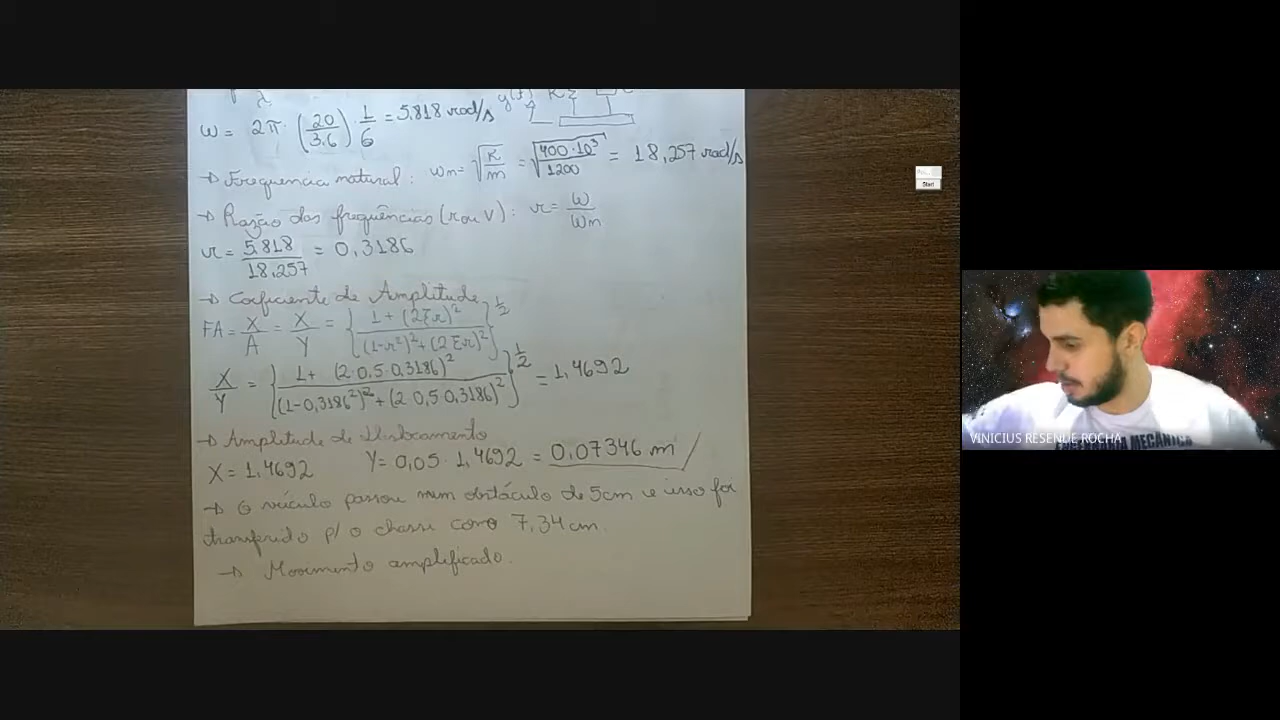 ω = 2π · (20/3.6) · 1/6 = 5.818 rad/s y(t) K
→ Frequencia natural: ωn = √(K/m) = √(400·10³/1200) = 18,257 rad/s
→ Razão das frequências (r ou V): r = ω/ωn
r = 5.818/18.257 = 0,3186
→ Coeficiente de Amplitude
FA = X/A = X/Y = {1 + (2ξr)²/(1-r²)² + (2ξr)²}^1/2
X/Y = {1 + (2·0,5·0,3186)²/(1-0,3186²)² + (2·0,5·0,3186)²}^1/2 = 1,4692
→ Amplitude de
X = 1,4692 Y = 0,05 · 1,4692 = 0,07346 m
→ O veículo passou num obstáculo de 5cm e isso foi
transferido p/ o chassi como 7,34 cm.
→ Movimento amplificado.
Start
VINICIUS RESENDE ROCHA
ENGENHARIA MECÂNICA